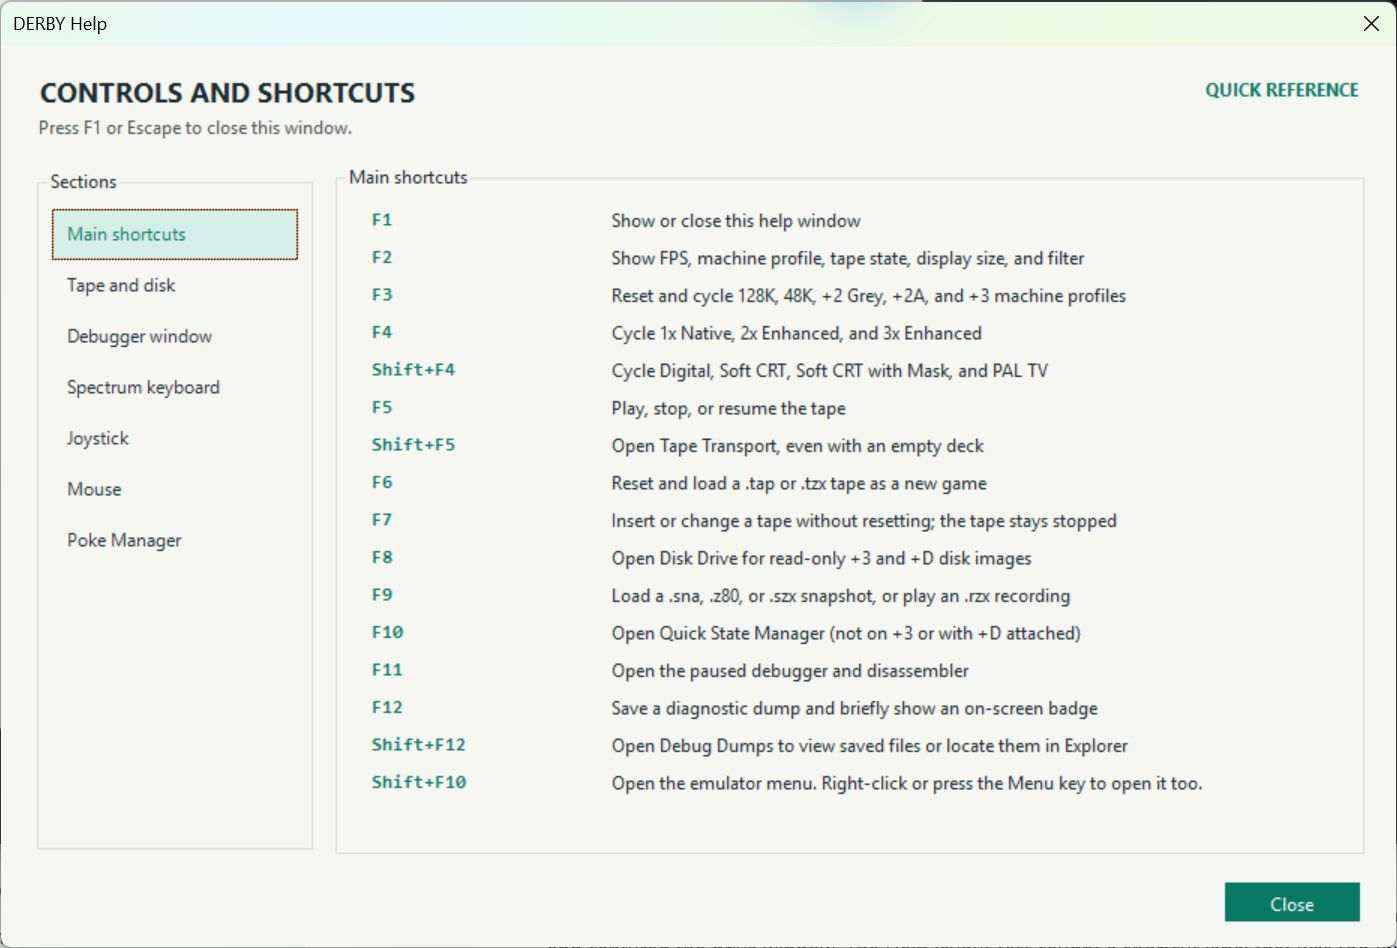 DERBY Help
CONTROLS AND SHORTCUTS
QUICK REFERENCE
Press F1 or Escape to close this window.
Sections
Main shortcuts
Tape and disk
Debugger window
Spectrum keyboard
Joystick
Mouse
Poke Manager
Main shortcuts
F1 Show or close this help window
F2 Show FPS, machine profile, tape state, display size, and filter
F3 Reset and cycle 128K, 48K, +2 Grey, +2A, and +3 machine profiles
F4 Cycle 1x Native, 2x Enhanced, and 3x Enhanced
Shift+F4 Cycle Digital, Soft CRT, Soft CRT with Mask, and PAL TV
F5 Play, stop, or resume the tape
Shift+F5 Open Tape Transport, even with an empty deck
F6 Reset and load a .tap or .tzx tape as a new game
F7 Insert or change a tape without resetting; the tape stays stopped
F8 Open Disk Drive for read-only +3 and +D disk images
F9 Load a .sna, .z80, or .szx snapshot, or play an .rzx recording
F10 Open Quick State Manager (not on +3 or with +D attached)
F11 Open the paused debugger and disassembler
F12 Save a diagnostic dump and briefly show an on-screen badge
Shift+F12 Open Debug Dumps to view saved files or locate them in Explorer
Shift+F10 Open the emulator menu. Right-click or press the Menu key to open it too.
Close